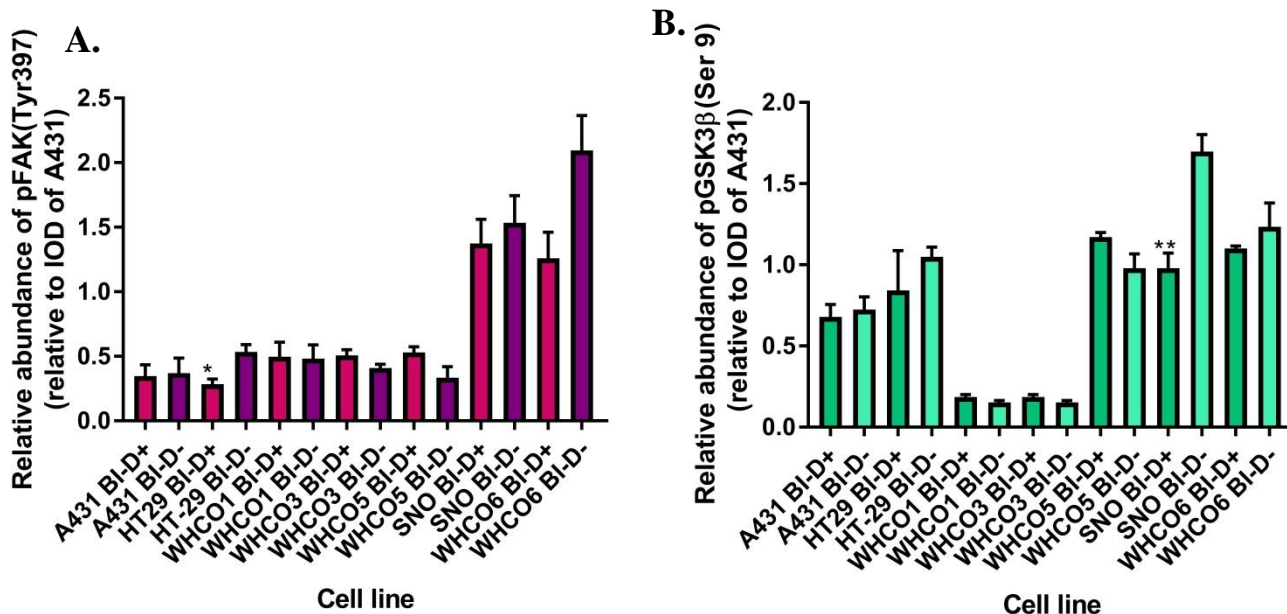 A.
Relative abundance of pFAK(Tyr397)
(relative to IOD of A431)
2.5
2.0
1.5
1.0
0.5
0.0
*
A431 BI-D+
A431 BI-D-
HT29 BI-D+
HT-29 BI-D-
WHCO1 BI-D+
WHCO1 BI-D-
WHCO3 BI-D+
WHCO3 BI-D-
WHCO5 BI-D+
WHCO5 BI-D-
SNO BI-D+
SNO BI-D-
WHCO6 BI-D+
WHCO6 BI-D-
Cell line
B.
Relative abundance of pGSK3β(Ser 9)
(relative to IOD of A431)
2.0
1.5
1.0
0.5
0.0
**
A431 BI-D+
A431 BI-D-
HT29 BI-D+
HT-29 BI-D-
WHCO1 BI-D+
WHCO1 BI-D-
WHCO3 BI-D+
WHCO3 BI-D-
WHCO5 BI-D+
WHCO5 BI-D-
SNO BI-D+
SNO BI-D-
WHCO6 BI-D+
WHCO6 BI-D-
Cell line